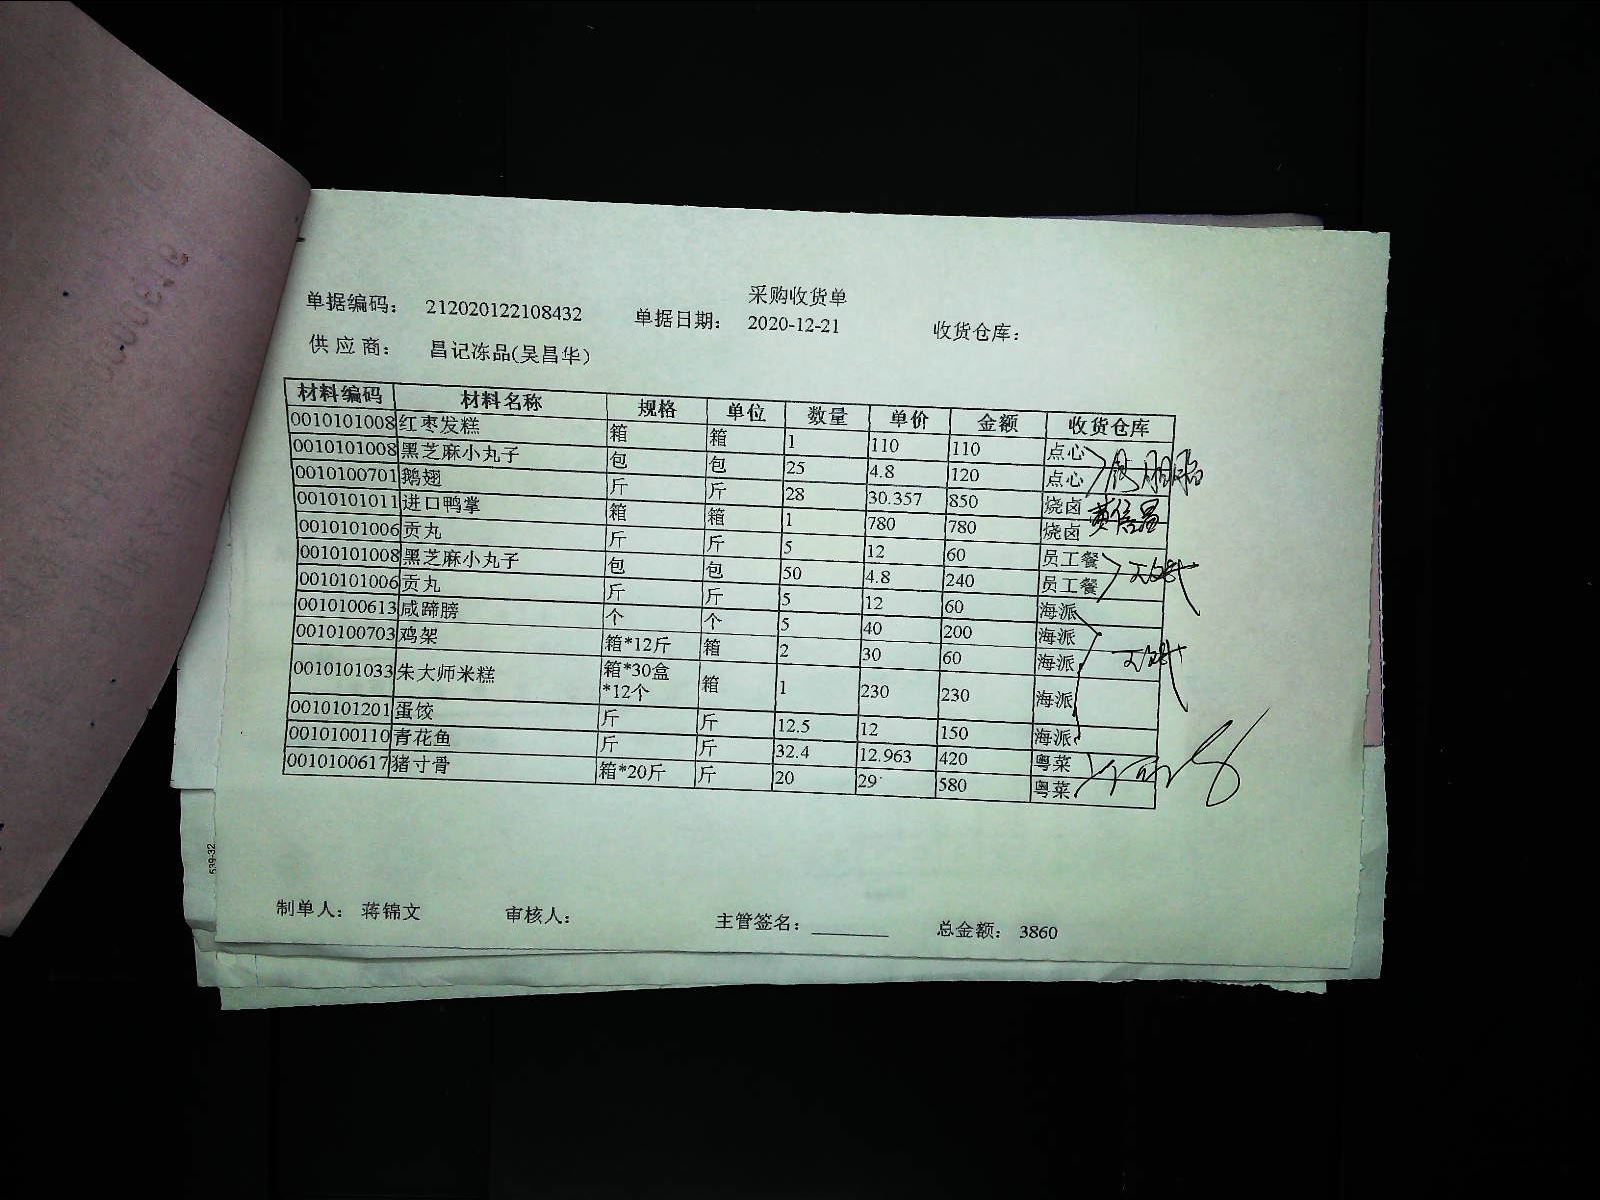 采购收货单
单据编码： 212020122108432 单据日期： 2020-12-21 收货仓库：
供 应 商： 昌记冻品(吴昌华)
材料编码 材料名称 规格 单位 数量 单价 金额 收货仓库
0010101008 红枣发糕 箱 箱 1 110 110 点心
0010101008 黑芝麻小丸子 包 包 25 4.8 120 点心
0010100701 鹅翅 斤 斤 28 30.357 850 烧卤
0010101011 进口鸭掌 箱 箱 1 780 780 烧卤
0010101006 贡丸 斤 斤 5 12 60 员工餐
0010101008 黑芝麻小丸子 包 包 50 4.8 240 员工餐
0010101006 贡丸 斤 斤 5 12 60 海派
0010100613 咸蹄膀 个 个 5 40 200 海派
0010100703 鸡架 箱*12斤 箱 2 30 60 海派
0010101033 朱大师米糕 箱*30盒*12个 箱 1 230 230 海派
0010101201 蛋饺 斤 斤 12.5 12 150 海派
0010100110 青花鱼 斤 斤 32.4 12.963 420 粤菜
0010100617 猪寸骨 箱*20斤 斤 20 29 580 粤菜
制单人： 蒋锦文 审核人： 主管签名： 总金额： 3860
539-32